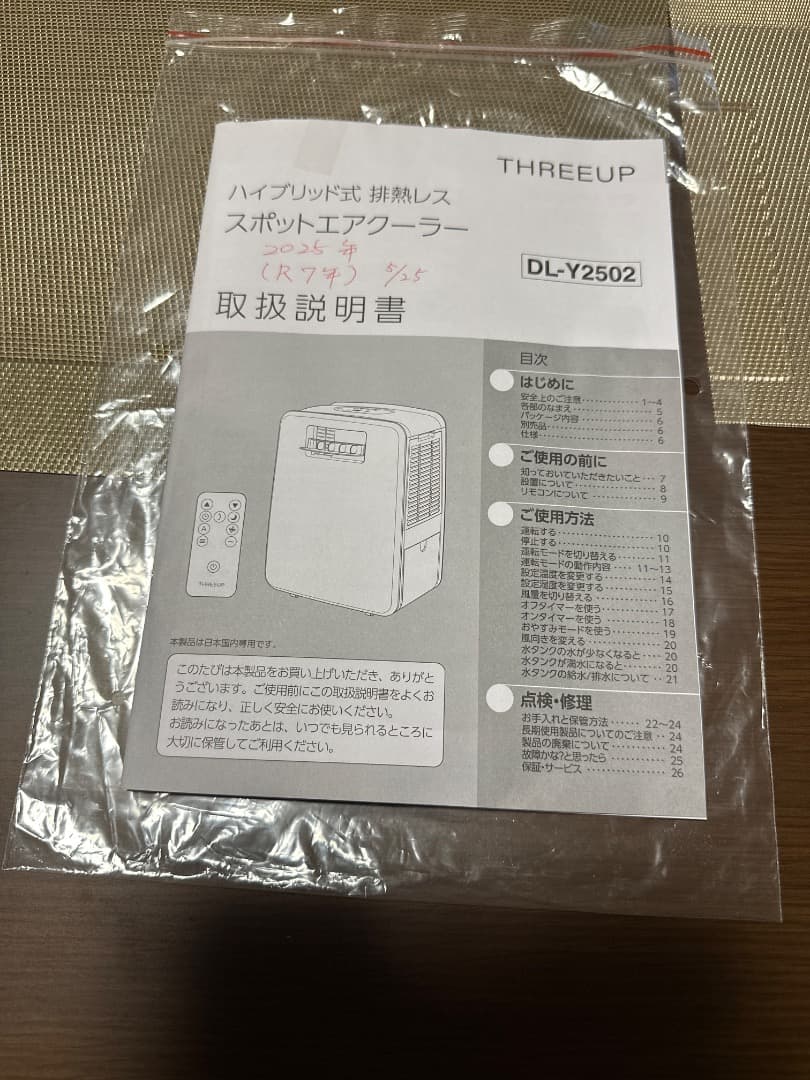 THREEUP
ハイブリッド式 排熱レス
スポットエアクーラー
2025年
(R7年) 5/25
DL-Y2502
取扱説明書
THREEUP
本製品は日本国内専用です。
このたびは本製品をお買い上げいただき、ありがと
うございます。ご使用前にこの取扱説明書をよくお
読みになり、正しく安全にお使いください。
お読みになったあとは、いつでも見られるところに
大切に保管してご利用ください。
目次
はじめに
安全上のご注意 1〜4
各部のなまえ 5
パッケージ内容 6
別売品 6
仕様 6
ご使用の前に
知っておいていただきたいこと 7
設置について 8
リモコンについて 9
ご使用方法
運転する 10
停止する 10
運転モードを切り替える 11
運転モードの動作内容 11〜13
設定温度を変更する 14
設定湿度を変更する 15
風量を切り替える 16
オフタイマーを使う 17
オンタイマーを使う 18
おやすみモードを使う 19
風向きを変える 20
水タンクの水が少なくなると 20
水タンクが満水になると 20
水タンクの給水/排水について 21
点検・修理
お手入れと保管方法 22〜24
長期使用製品についてのご注意 24
製品の廃棄について 24
故障かな?と思ったら 25
保証・サービス 26